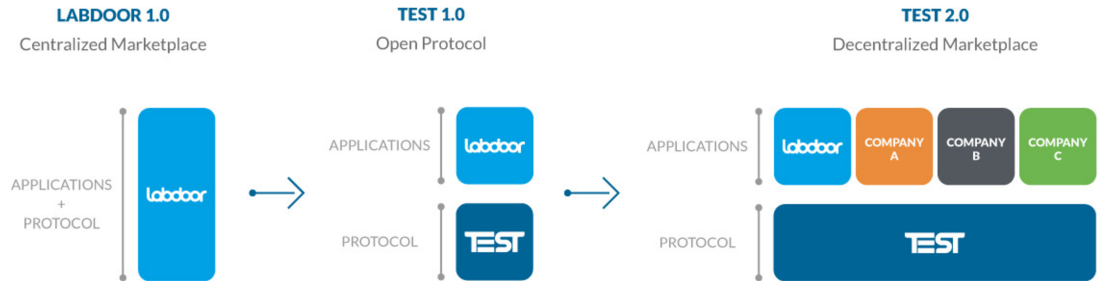 LABDOOR 1.0
Centralized Marketplace
APPLICATIONS
+
PROTOCOL
labdoor
TEST 1.0
Open Protocol
APPLICATIONS
labdoor
PROTOCOL
TEST
TEST 2.0
Decentralized Marketplace
APPLICATIONS
labdoor
COMPANY
A
COMPANY
B
COMPANY
C
PROTOCOL
TEST